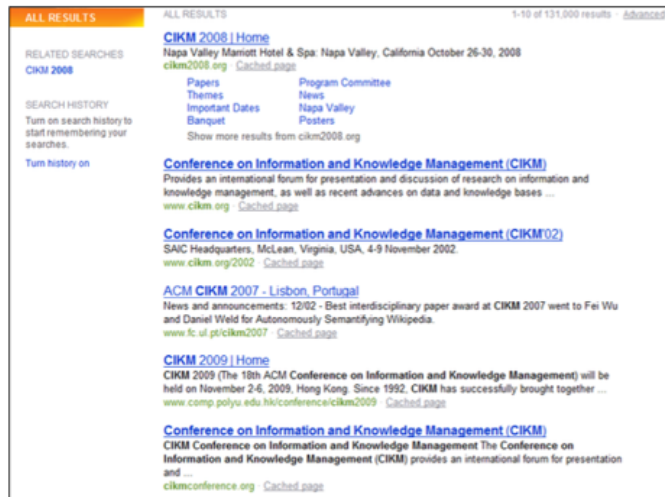 ALL RESULTS
RELATED SEARCHES
CIKM 2008
SEARCH HISTORY
Turn on search history to
start remembering your
searches.
Turn history on
ALL RESULTS
1-10 of 131,000 results · Advanced
CIKM 2008 | Home
Napa Valley Marriott Hotel & Spa: Napa Valley, California October 26-30, 2008
cikm2008.org · Cached page
Papers
Program Committee
Themes
News
Important Dates
Napa Valley
Banquet
Posters
Show more results from cikm2008.org
Conference on Information and Knowledge Management (CIKM)
Provides an international forum for presentation and discussion of research on information and
knowledge management, as well as recent advances on data and knowledge bases ...
www.cikm.org · Cached page
Conference on Information and Knowledge Management (CIKM'02)
SAIC Headquarters, McLean, Virginia, USA, 4-9 November 2002.
www.cikm.org/2002 · Cached page
ACM CIKM 2007 - Lisbon, Portugal
News and announcements: 12/02 - Best interdisciplinary paper award at CIKM 2007 went to Fei Wu
and Daniel Weld for Autonomously Semantifying Wikipedia.
www.fc.ul.pt/cikm2007 · Cached page
CIKM 2009 | Home
CIKM 2009 (The 18th ACM Conference on Information and Knowledge Management) will be
held on November 2-6, 2009, Hong Kong. Since 1992, CIKM has successfully brought together ...
www.comp.polyu.edu.hk/conference/cikm2009 · Cached page
Conference on Information and Knowledge Management (CIKM)
CIKM Conference on Information and Knowledge Management The Conference on
Information and Knowledge Management (CIKM) provides an international forum for presentation
and ...
cikmconference.org · Cached page